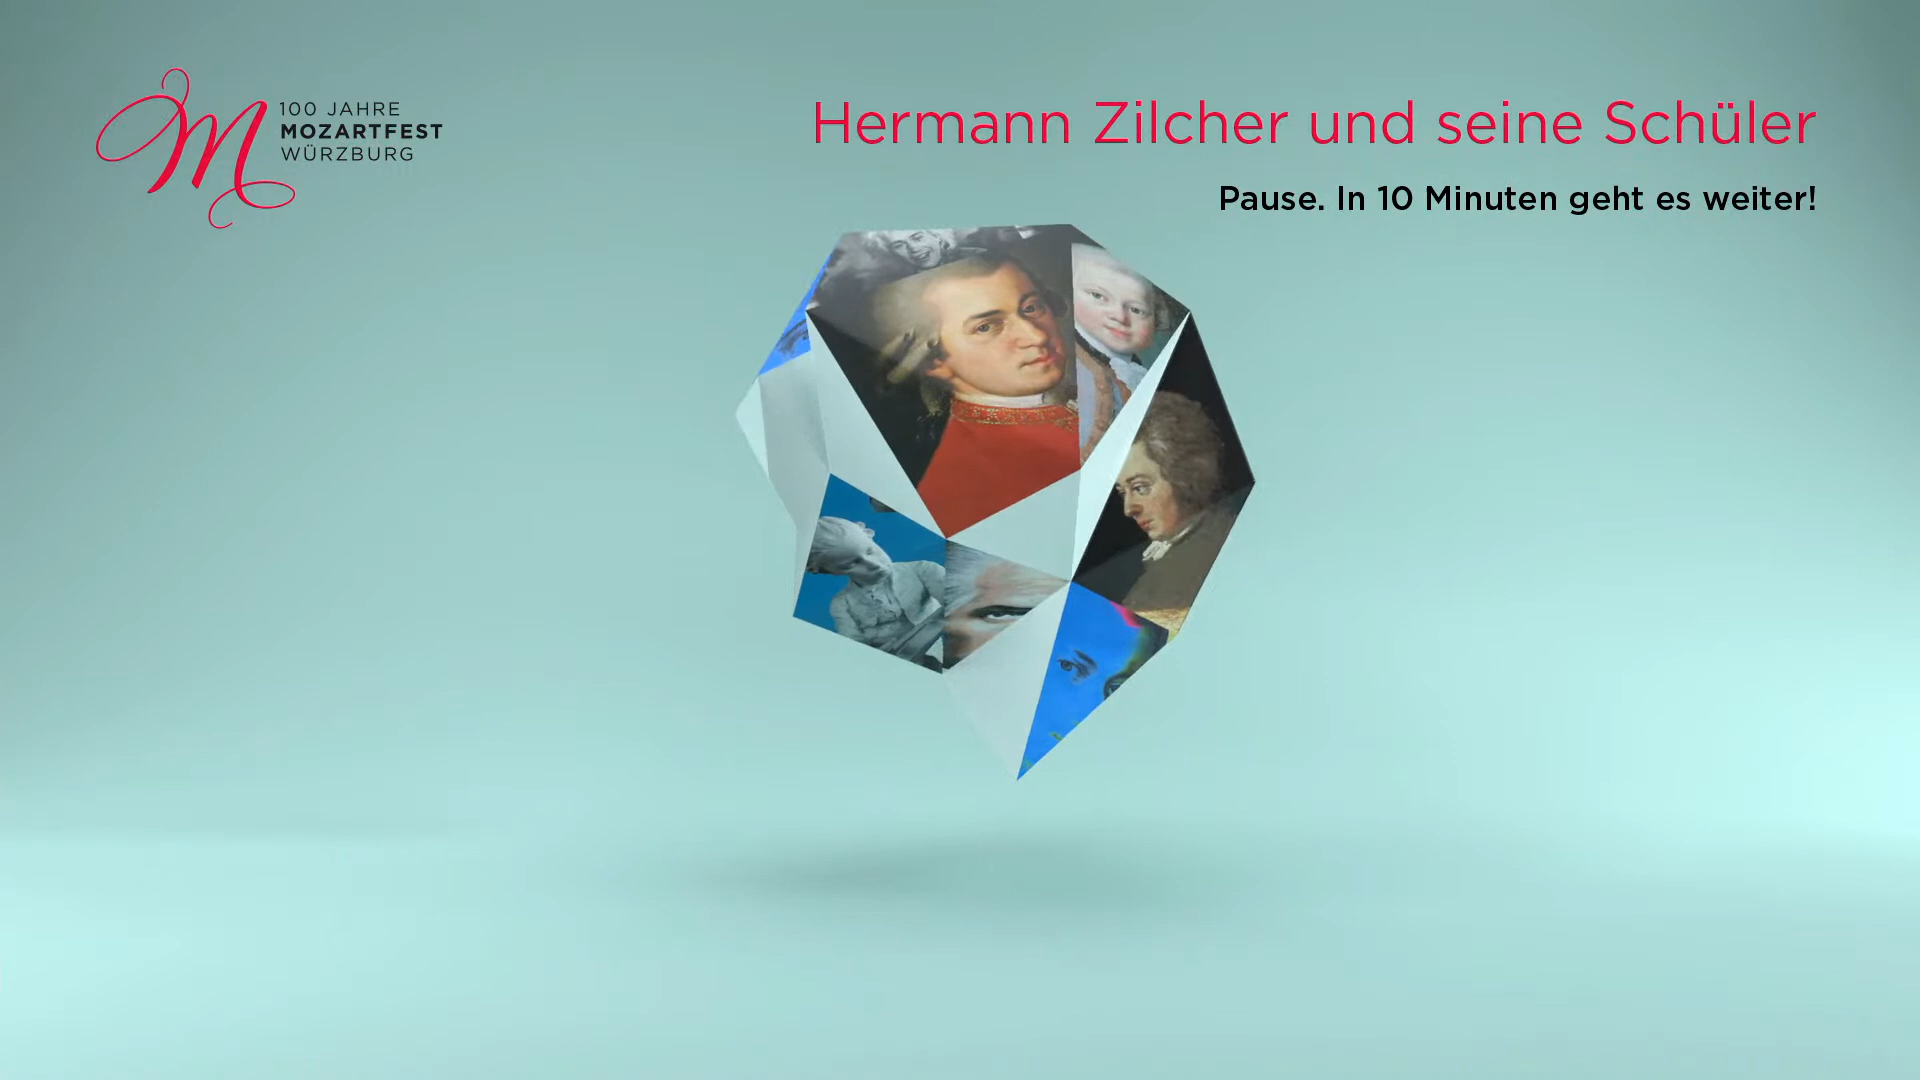 100 JAHRE
MOZARTFEST
WÜRZBURG
Hermann Zilcher und seine Schüler
Pause. In 10 Minuten geht es weiter!